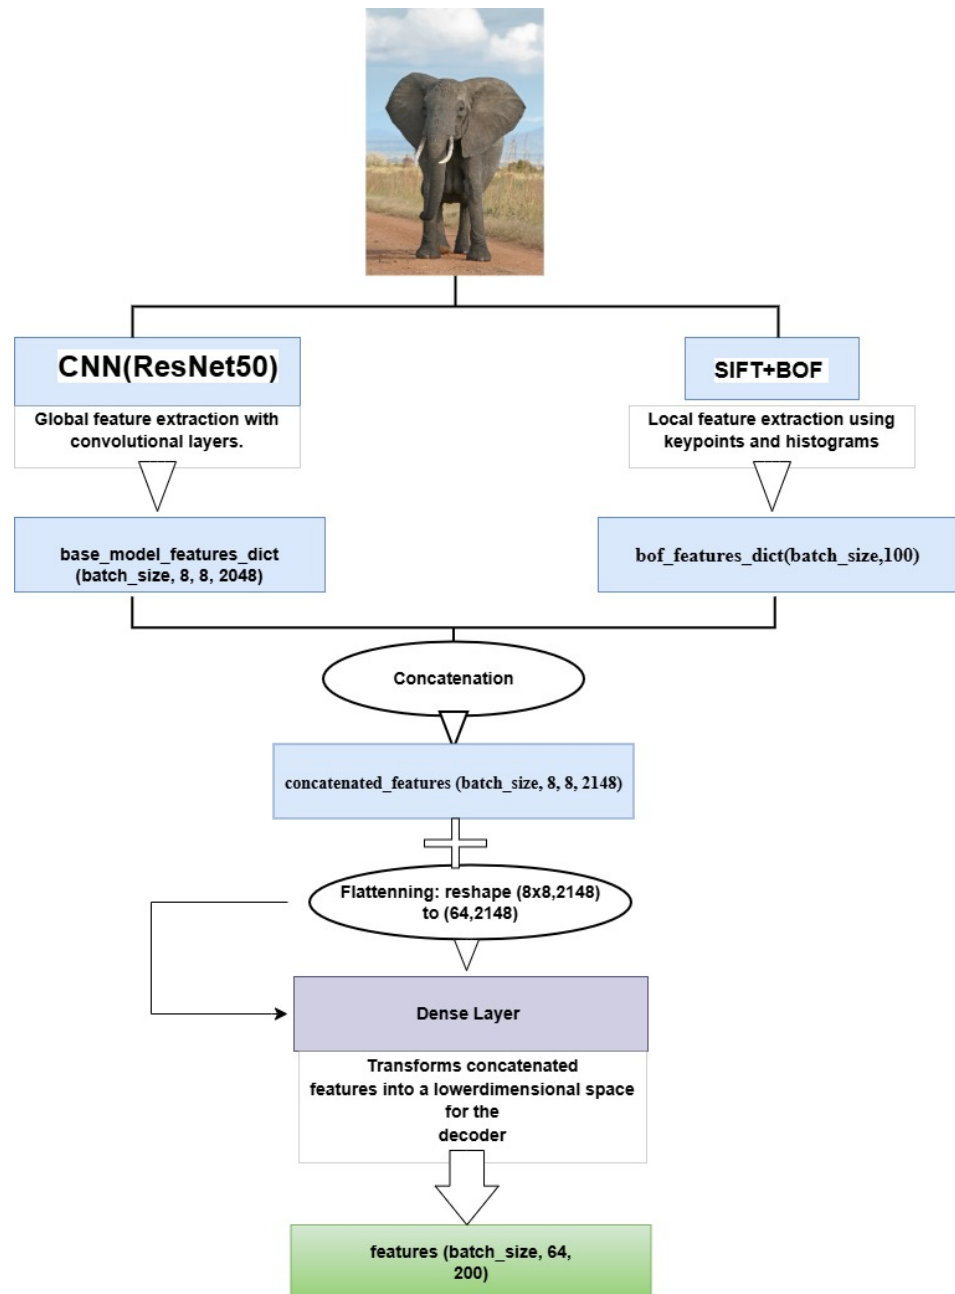 CNN(ResNet50)
SIFT+BOF
Global feature extraction with
convolutional layers.
Local feature extraction using
keypoints and histograms
base_model_features_dict
(batch_size, 8, 8, 2048)
bof_features_dict(batch_size,100)
Concatenation
concatenated_features (batch_size, 8, 8, 2148)
Flattenning: reshape (8x8,2148)
to (64,2148)
Dense Layer
Transforms concatenated
features into a lowerdimensional space
for the
decoder
features (batch_size, 64,
200)